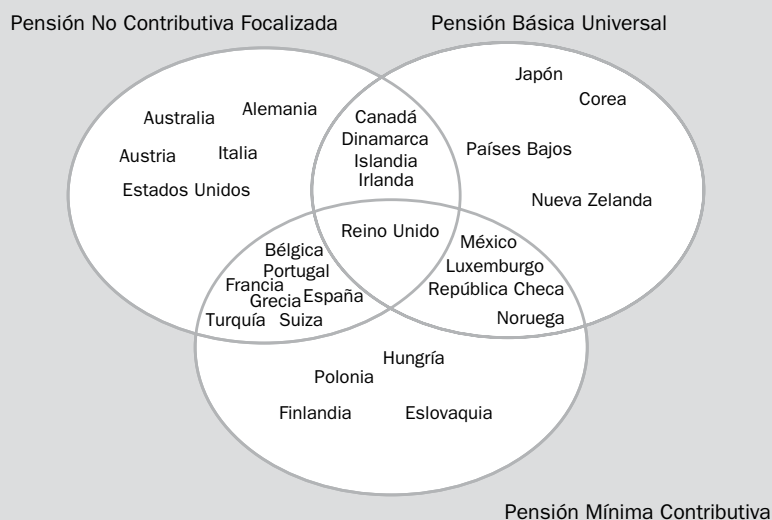 Pensión No Contributiva Focalizada
Pensión Básica Universal
Japón
Corea
Alemania
Australia
Canadá
Dinamarca
Islandia
Irlanda
Países Bajos
Austria
Italia
Estados Unidos
Nueva Zelanda
Reino Unido
México
Luxemburgo
República Checa
Noruega
Bélgica
Portugal
Francia
Grecia España
Turquía Suiza
Hungría
Polonia
Finlandia
Eslovaquia
Pensión Mínima Contributiva